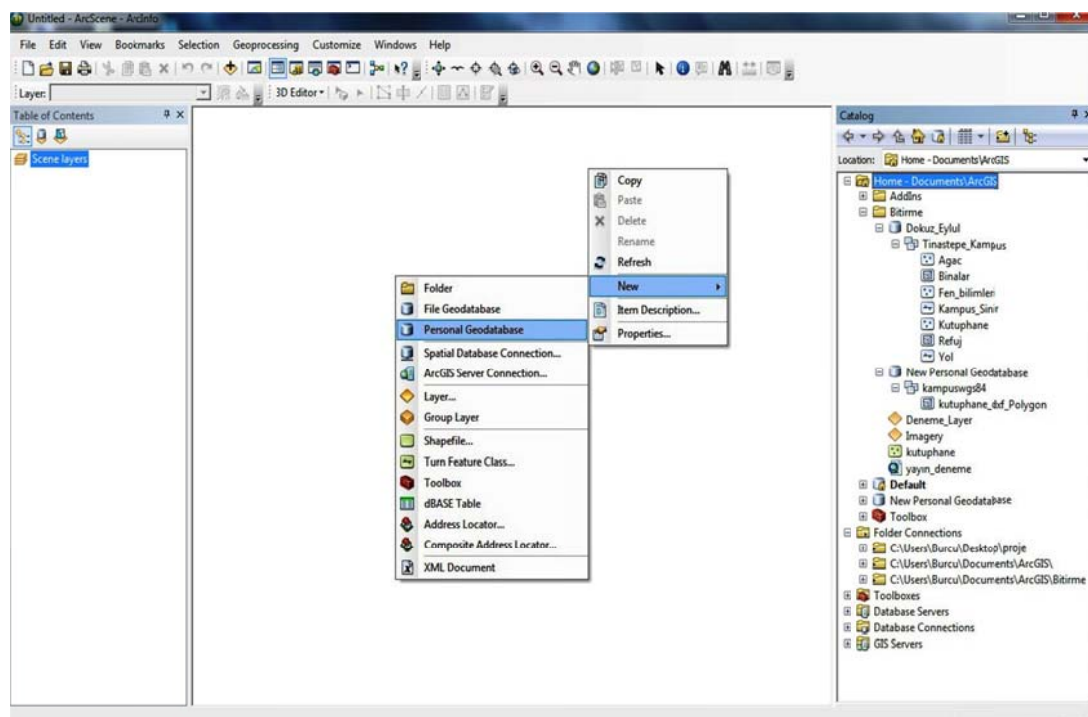 Untitled - ArcScene - ArcInfo
File Edit View Bookmarks Selection Geoprocessing Customize Windows Help
Layer:
3D Editor
Table of Contents
Scene layers
Copy
Paste
Delete
Rename
Refresh
New
Item Description...
Properties...
Folder
File Geodatabase
Personal Geodatabase
Spatial Database Connection...
ArcGIS Server Connection...
Layer...
Group Layer
Shapefile...
Turn Feature Class...
Toolbox
dBASE Table
Address Locator...
Composite Address Locator...
XML Document
Catalog
Location: Home - Documents\ArcGIS
Home - Documents\ArcGIS
AddIns
Bitirme
Dokuz_Eylul
Tinastepe_Kampus
Agac
Binalar
Fen_bilimleri
Kampus_Sinir
Kutuphane
Refuj
Yol
New Personal Geodatabase
kampuswgs84
kutuphane_dxf_Polygon
Deneme_Layer
Imagery
kutuphane
yayın_deneme
Default
New Personal Geodatabase
Toolbox
Folder Connections
C:\Users\Burcu\Desktop\proje
C:\Users\Burcu\Documents\ArcGIS\
C:\Users\Burcu\Documents\ArcGIS\Bitirme
Toolboxes
Database Servers
Database Connections
GIS Servers